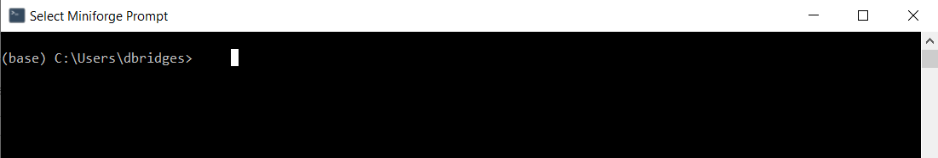 Select Miniforge Prompt
(base) C:\Users\dbridges>